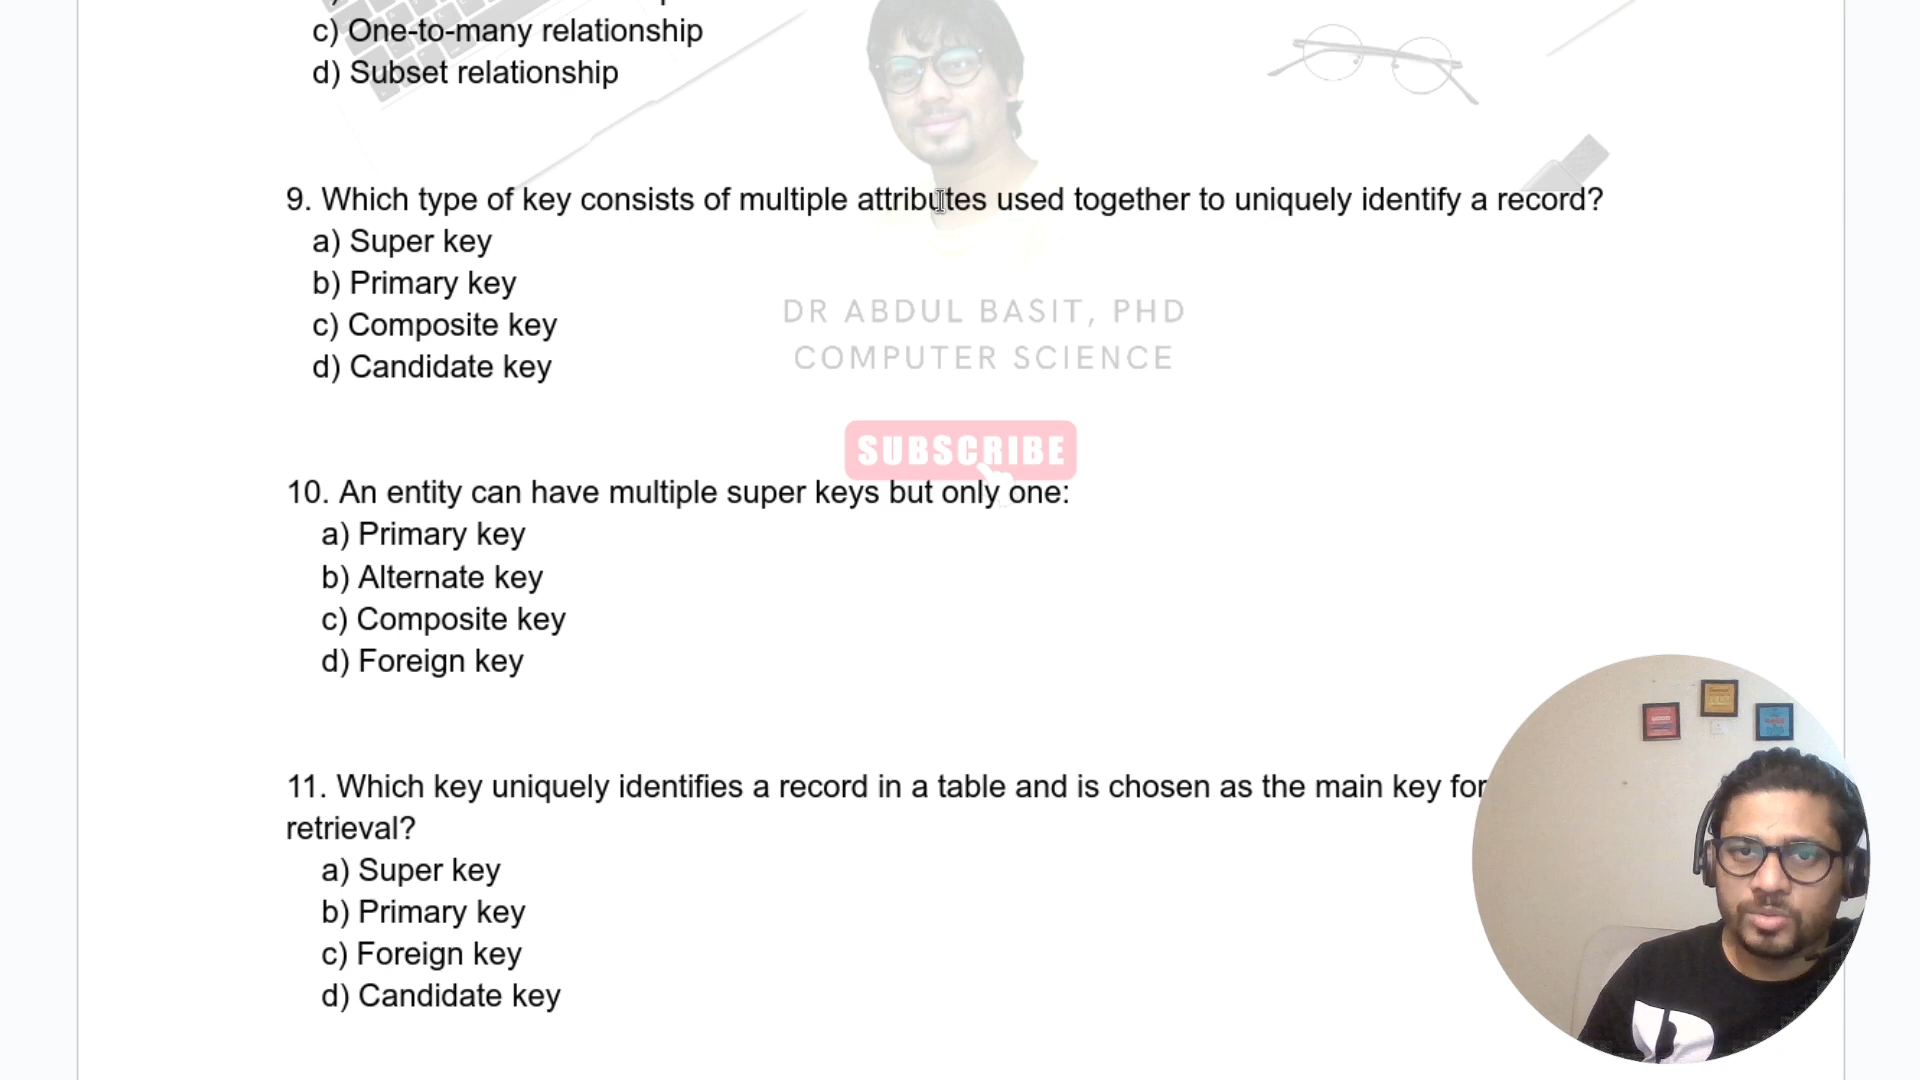 c) One-to-many relationship
d) Subset relationship
9. Which type of key consists of multiple attributes used together to uniquely identify a record?
a) Super key
b) Primary key
c) Composite key
d) Candidate key
DR ABDUL BASIT, PHD
COMPUTER SCIENCE
SUBSCRIBE
10. An entity can have multiple super keys but only one:
a) Primary key
b) Alternate key
c) Composite key
d) Foreign key
11. Which key uniquely identifies a record in a table and is chosen as the main key for
retrieval?
a) Super key
b) Primary key
c) Foreign key
d) Candidate key